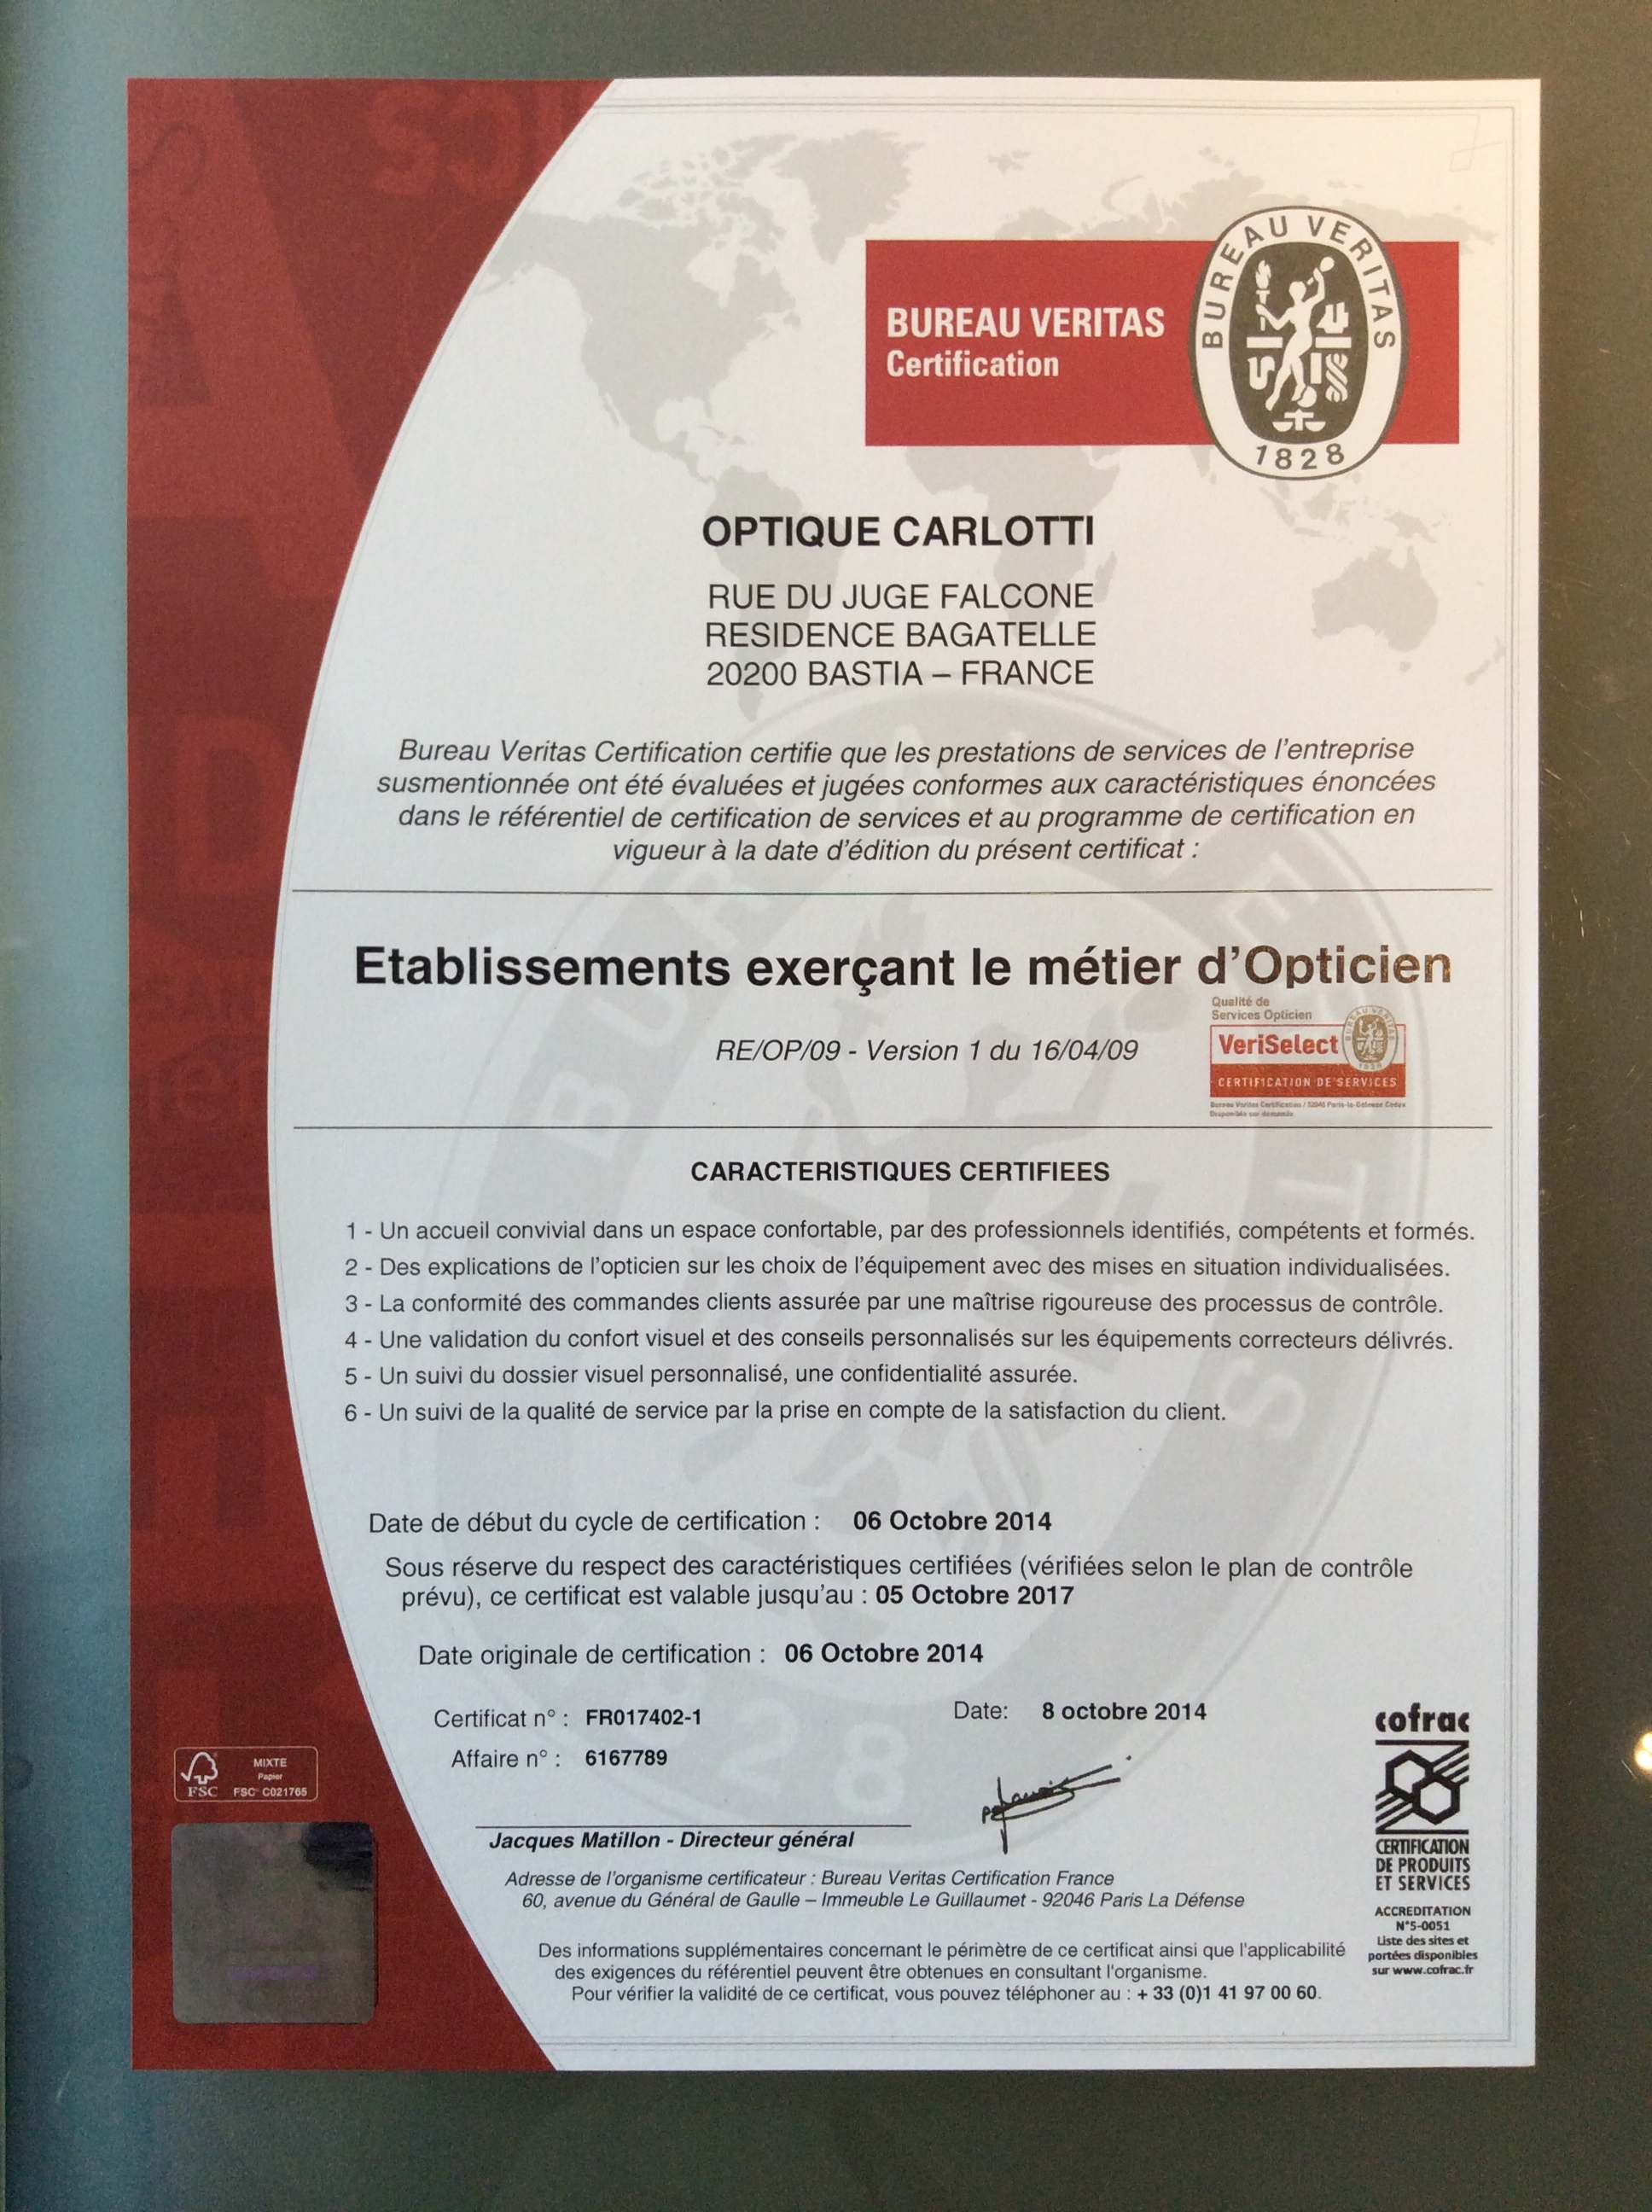 BUREAU VERITAS
Certification
BUREAU VERITAS
1828
OPTIQUE CARLOTTI
RUE DU JUGE FALCONE
RESIDENCE BAGATELLE
20200 BASTIA – FRANCE
Bureau Veritas Certification certifie que les prestations de services de l'entreprise
susmentionnée ont été évaluées et jugées conformes aux caractéristiques énoncées
dans le référentiel de certification de services et au programme de certification en
vigueur à la date d'édition du présent certificat :
Etablissements exerçant le métier d'Opticien
RE/OP/09 - Version 1 du 16/04/09
Qualité de
Services Opticien
VeriSelect
CERTIFICATION DE SERVICES
Bureau Veritas Certification / 92046 Paris-la-Défense Cedex
Disponible sur demande
CARACTERISTIQUES CERTIFIEES
1 - Un accueil convivial dans un espace confortable, par des professionnels identifiés, compétents et formés.
2 - Des explications de l'opticien sur les choix de l'équipement avec des mises en situation individualisées.
3 - La conformité des commandes clients assurée par une maîtrise rigoureuse des processus de contrôle.
4 - Une validation du confort visuel et des conseils personnalisés sur les équipements correcteurs délivrés.
5 - Un suivi du dossier visuel personnalisé, une confidentialité assurée.
6 - Un suivi de la qualité de service par la prise en compte de la satisfaction du client.
Date de début du cycle de certification : 06 Octobre 2014
Sous réserve du respect des caractéristiques certifiées (vérifiées selon le plan de contrôle
prévu), ce certificat est valable jusqu'au : 05 Octobre 2017
Date originale de certification : 06 Octobre 2014
Certificat n° : FR017402-1
Date: 8 octobre 2014
Affaire n° : 6167789
Jacques Matillon - Directeur général
Adresse de l'organisme certificateur : Bureau Veritas Certification France
60, avenue du Général de Gaulle – Immeuble Le Guillaumet - 92046 Paris La Défense
Des informations supplémentaires concernant le périmètre de ce certificat ainsi que l'applicabilité
des exigences du référentiel peuvent être obtenues en consultant l'organisme.
Pour vérifier la validité de ce certificat, vous pouvez téléphoner au : + 33 (0)1 41 97 00 60.
cofrac
CERTIFICATION
DE PRODUITS
ET SERVICES
ACCREDITATION
N°5-0051
Liste des sites et
portées disponibles
sur www.cofrac.fr
FSC
MIXTE
Papier
FSC® C021765